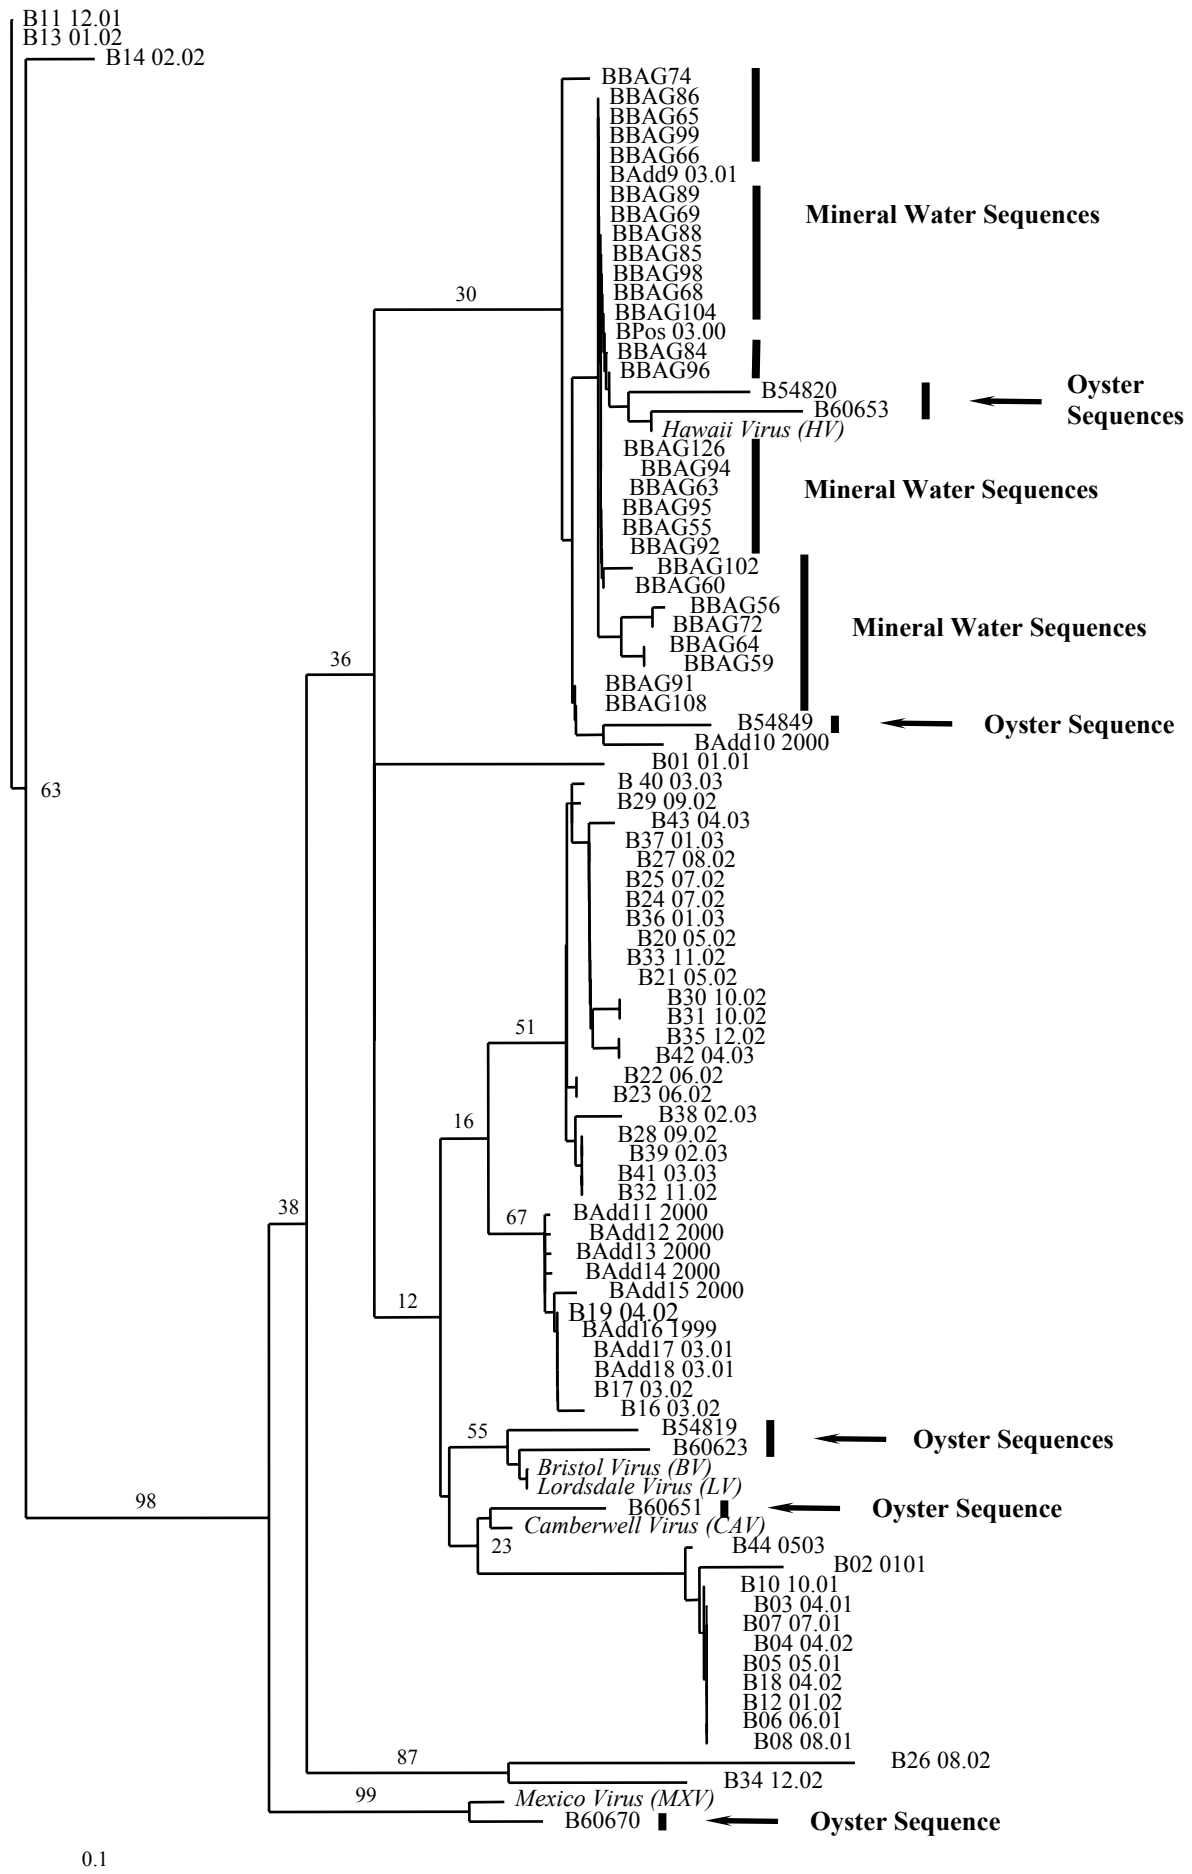 B11 12.01
B13 01.02
B14 02.02
BBAG74
BBAG86
BBAG65
BBAG99
BBAG66
BAdd9 03.01
BBAG89
BBAG69
Mineral Water Sequences
BBAG88
BBAG85
BBAG98
BBAG68
30
BBAG104
BPos 03.00
BBAG84
BBAG96
B54820
Oyster
Sequences
B60653
Hawaii Virus (HV)
BBAG126
BBAG94
BBAG63
Mineral Water Sequences
BBAG95
BBAG55
BBAG92
BBAG102
BBAG60
BBAG56
BBAG72
Mineral Water Sequences
BBAG64
BBAG59
36
BBAG91
BBAG108
B54849
Oyster Sequence
BAdd10 2000
B01 01.01
B 40 03.03
63
B29 09.02
B43 04.03
B37 01.03
B27 08.02
B25 07.02
B24 07.02
B36 01.03
B20 05.02
B33 11.02
B21 05.02
B30 10.02
B31 10.02
51
B35 12.02
B42 04.03
B22 06.02
B23 06.02
B38 02.03
16
B28 09.02
B39 02.03
B41 03.03
B32 11.02
38
BAdd11 2000
67
BAdd12 2000
BAdd13 2000
BAdd14 2000
BAdd15 2000
12
B19 04.02
BAdd16 1999
BAdd17 03.01
BAdd18 03.01
B17 03.02
B16 03.02
55
B54819
Oyster Sequences
B60623
Bristol Virus (BV)
Lordsdale Virus (LV)
98
B60651
Oyster Sequence
Camberwell Virus (CAV)
23
B44 0503
B02 0101
B10 10.01
B03 04.01
B07 07.01
B04 04.02
B05 05.01
B18 04.02
B12 01.02
B06 06.01
B08 08.01
87
B26 08.02
B34 12.02
99
Mexico Virus (MXV)
B60670
Oyster Sequence
0.1